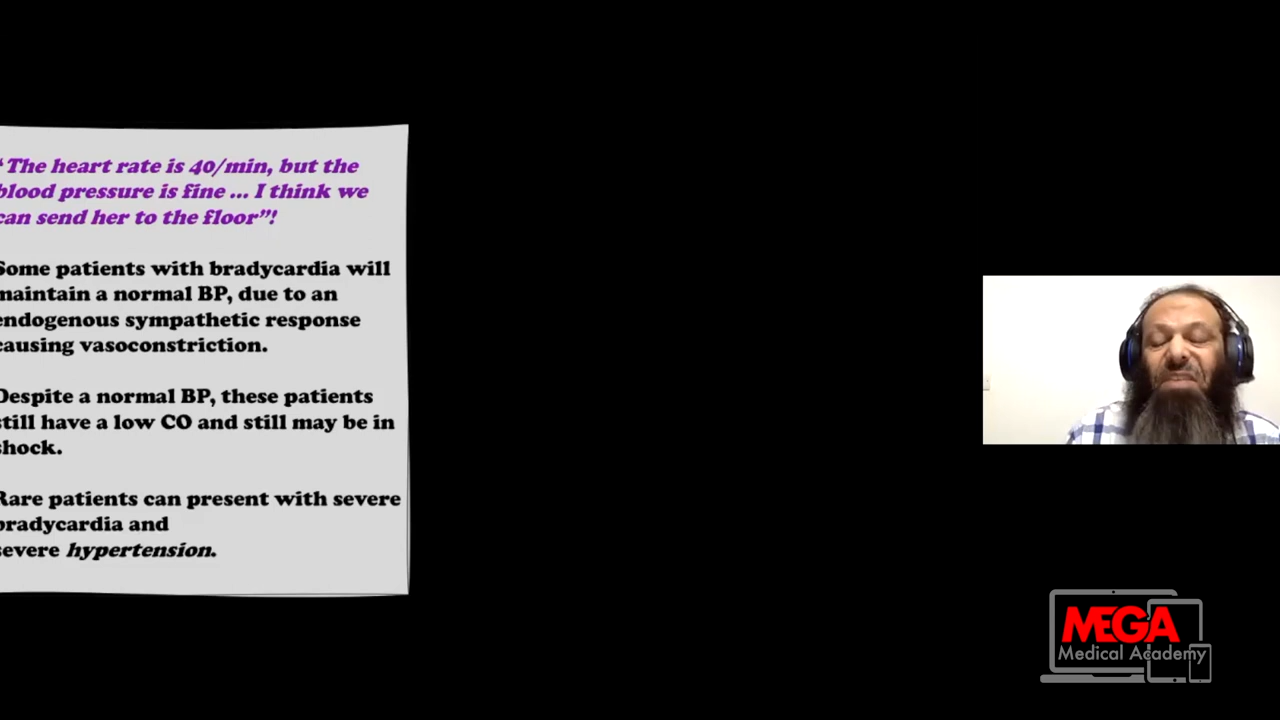 “ The heart rate is 40/min, but the
blood pressure is fine ... I think we
can send her to the floor”!
Some patients with bradycardia will
maintain a normal BP, due to an
endogenous sympathetic response
causing vasoconstriction.
Despite a normal BP, these patients
still have a low CO and still may be in
shock.
Rare patients can present with severe
bradycardia and
severe hypertension.
MEGA
Medical Academy